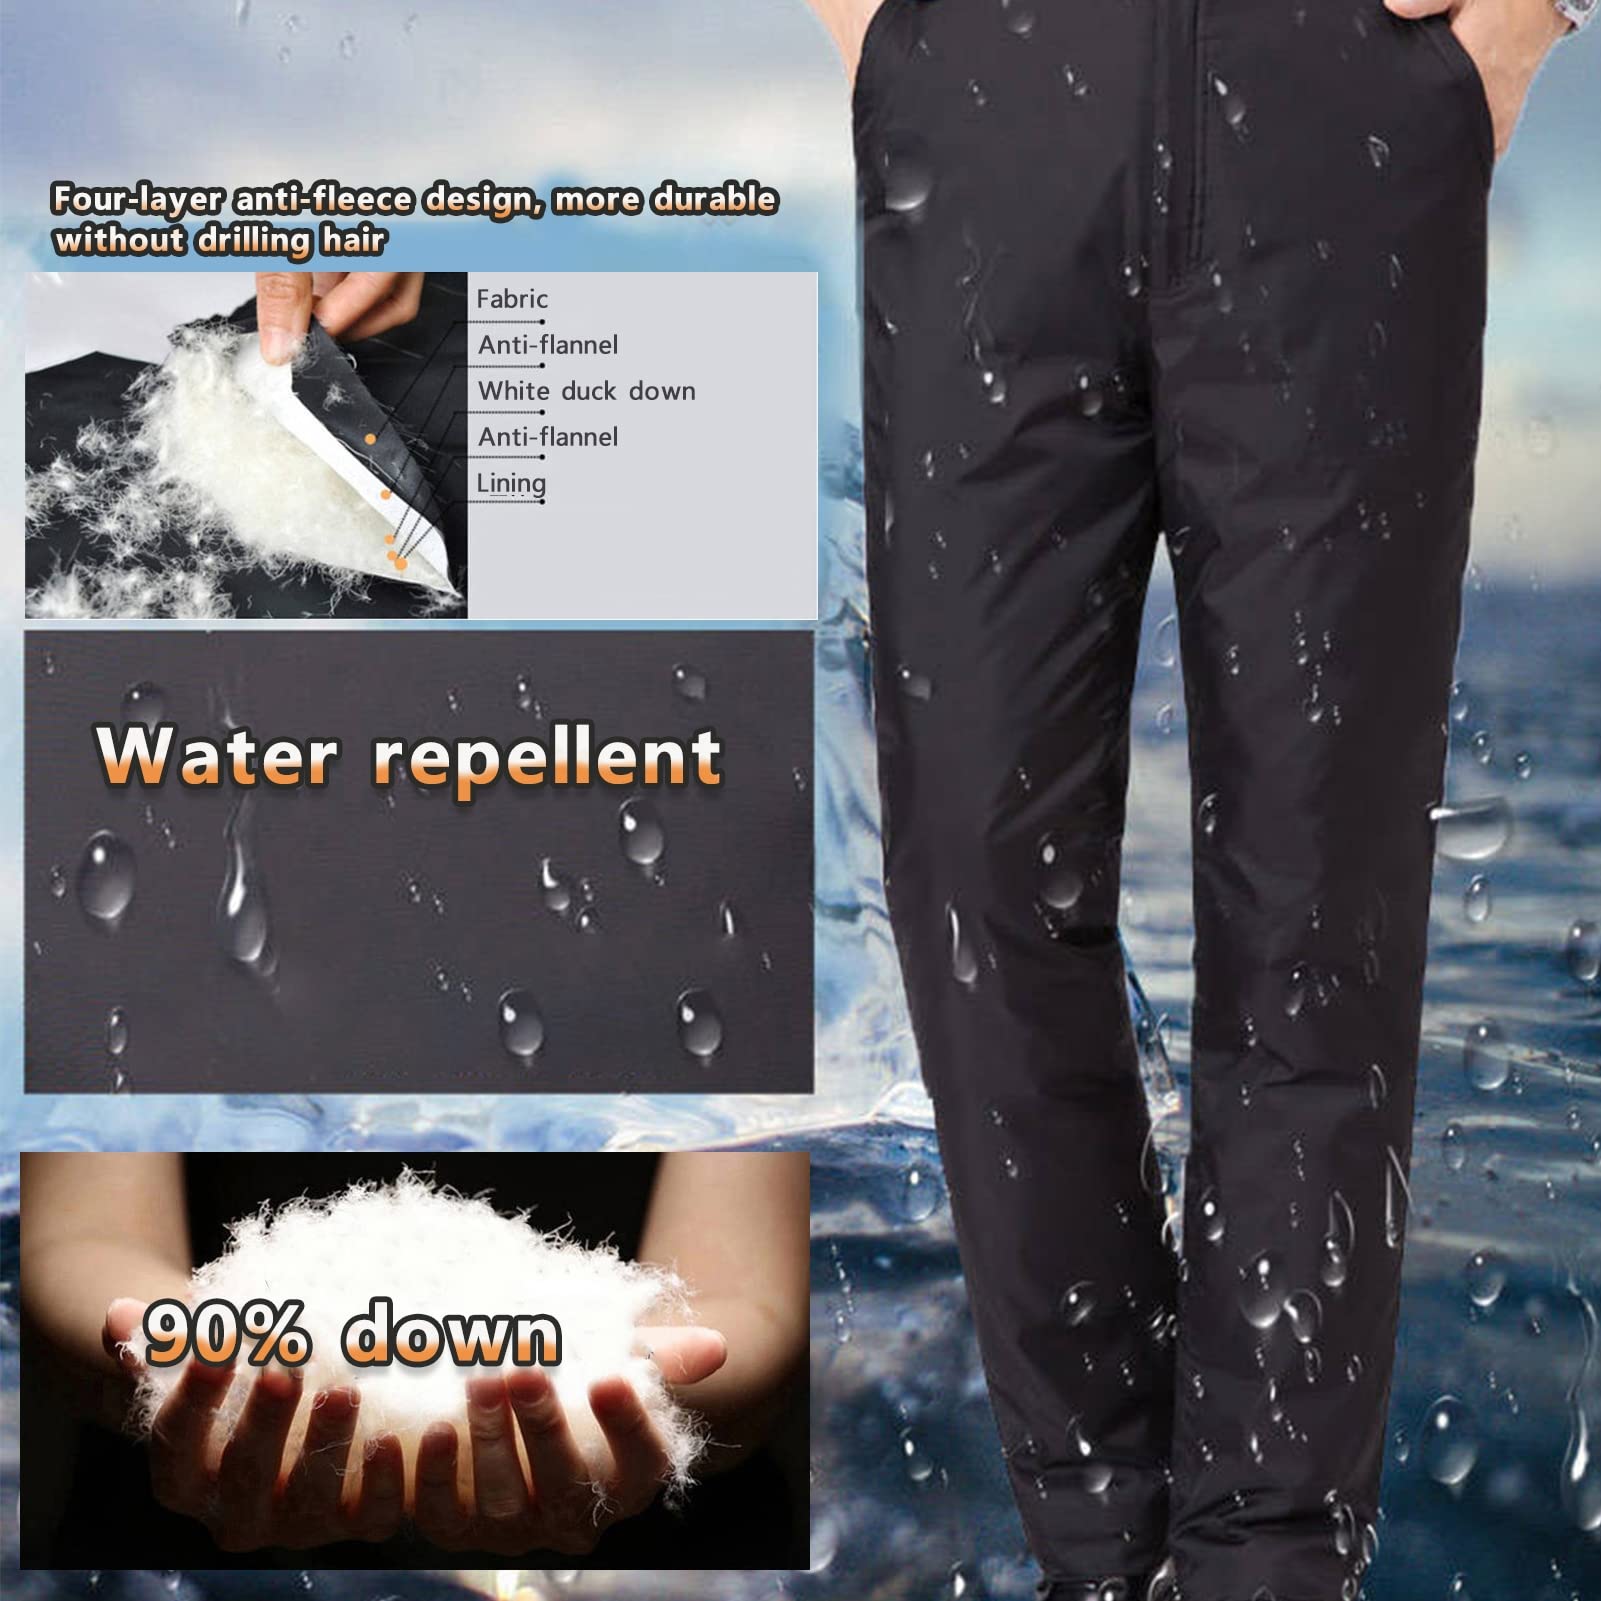 Four-layer anti-fleece design, more durable
without drilling hair
Fabric
Anti-flannel
White duck down
Anti-flannel
Lining
Water repellent
90% down